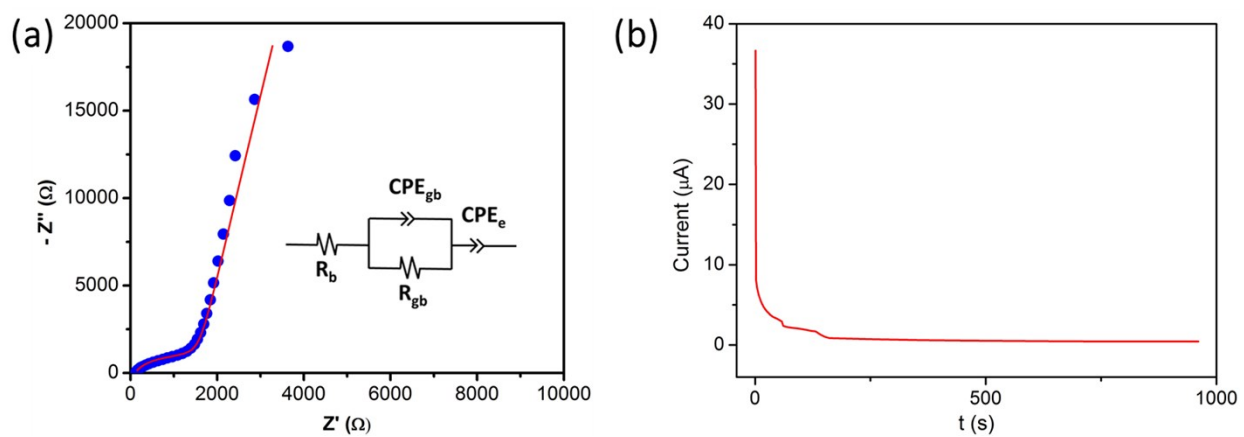 (a)
20000
15000
10000
5000
0
- Z'' (Ω)
0 2000 4000 6000 8000 10000
Z' (Ω)
CPEgb
CPEe
Rb
Rgb
(b)
40
30
20
10
0
Current (μA)
0 500 1000
t (s)